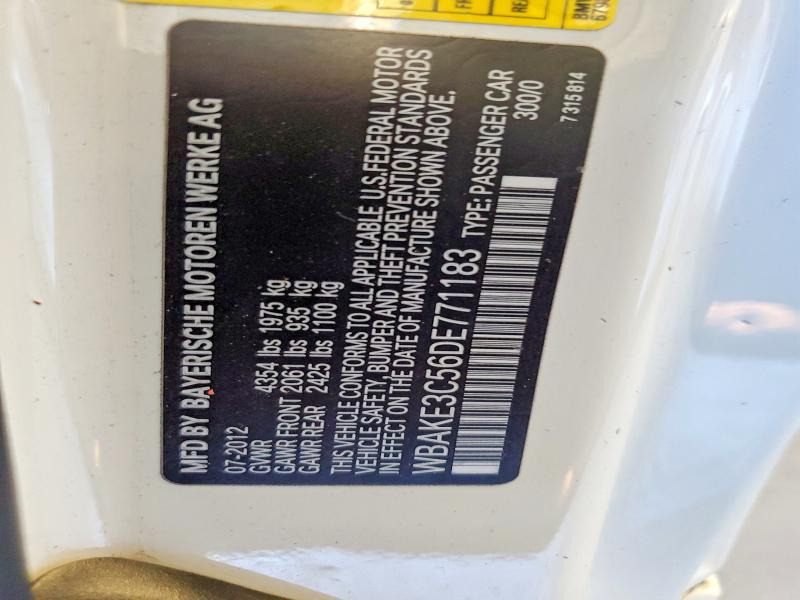 MFD BY BAYERISCHE MOTOREN WERKE AG
07-2012
GVWR 4354 lbs 1975 kg
GAWR FRONT 2061 lbs 935 kg
GAWR REAR 2425 lbs 1100 kg
THIS VEHICLE CONFORMS TO ALL APPLICABLE U.S.FEDERAL MOTOR
VEHICLE SAFETY, BUMPER AND THEFT PREVENTION STANDARDS
IN EFFECT ON THE DATE OF MANUFACTURE SHOWN ABOVE.
WBAKE3C56DE771183 TYPE: PASSENGER CAR
300/0
7 315 814